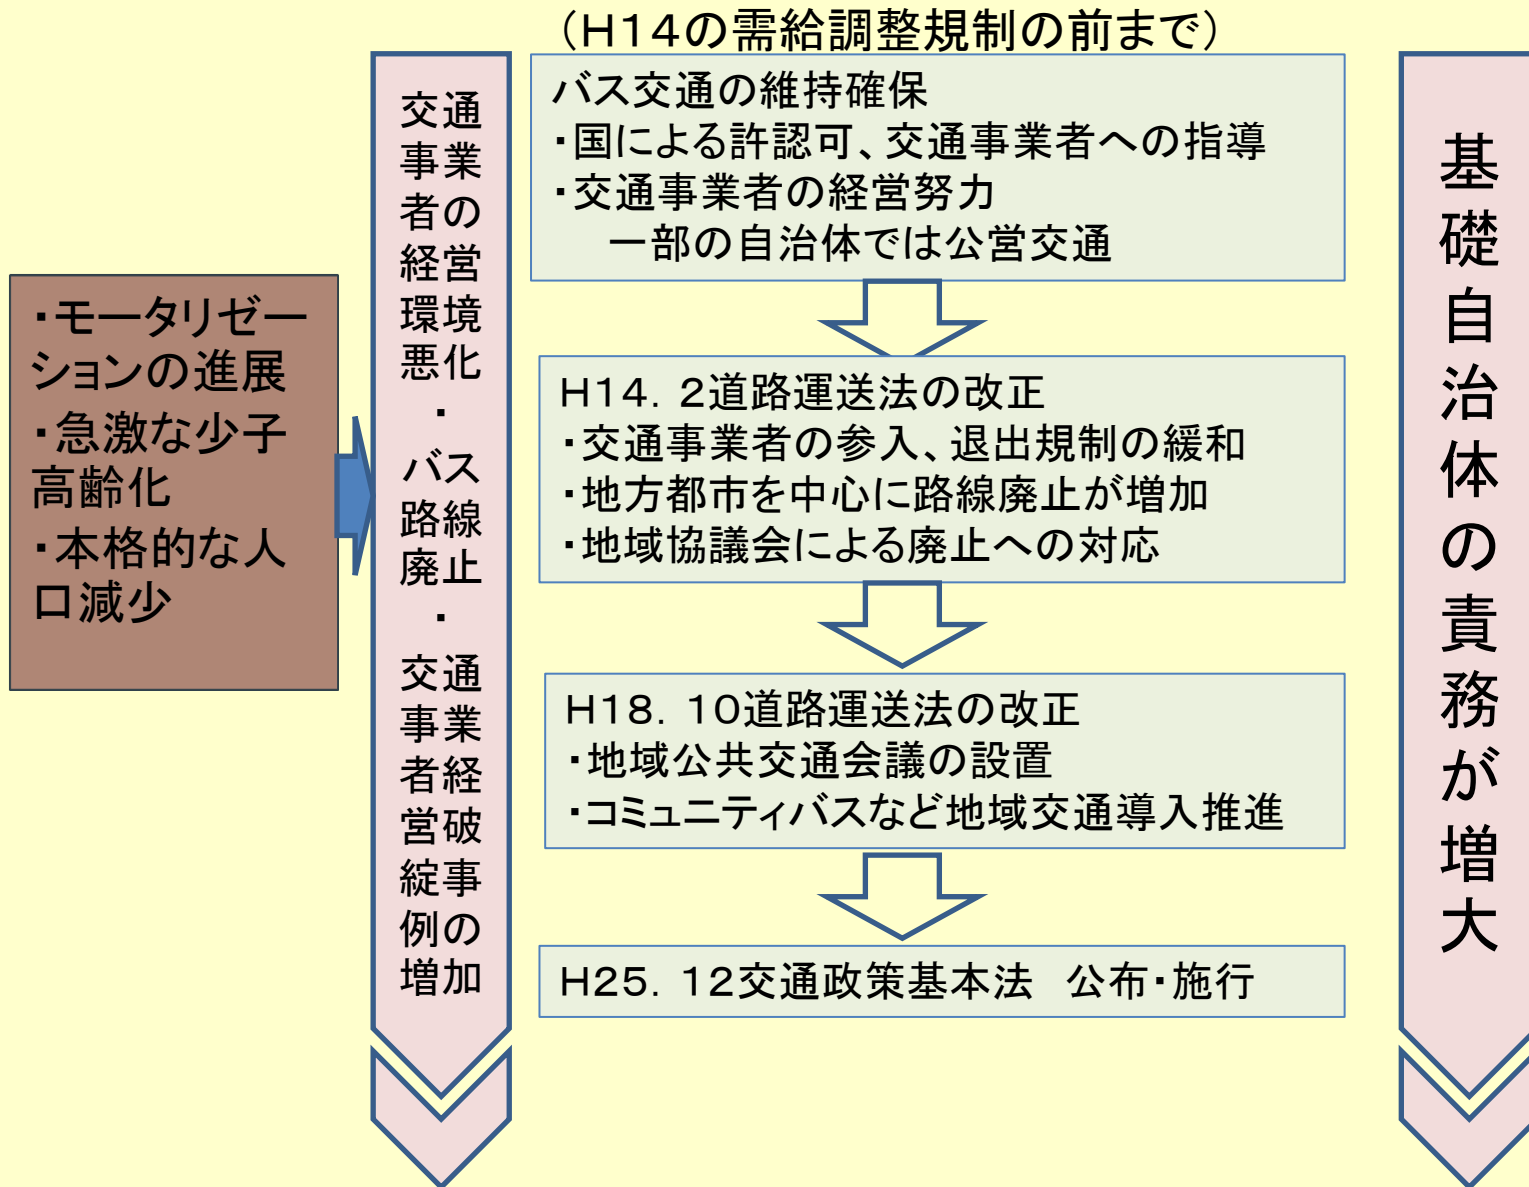 （Ｈ１４の需給調整規制の前まで）
バス交通の維持確保
・国による許認可、交通事業者への指導
・交通事業者の経営努力
一部の自治体では公営交通
・モータリゼー
ションの進展
・急激な少子
高齢化
・本格的な人
口減少
交通
事業
者の
経営
環境
悪化
・
バス
路線
廃止
・
交通
事業
者経
営破
綻事
例の
増加
Ｈ１４．２道路運送法の改正
・交通事業者の参入、退出規制の緩和
・地方都市を中心に路線廃止が増加
・地域協議会による廃止への対応
Ｈ１８．１０道路運送法の改正
・地域公共交通会議の設置
・コミュニティバスなど地域交通導入推進
Ｈ２５．１２交通政策基本法　公布・施行
基礎自治体の責務が増大